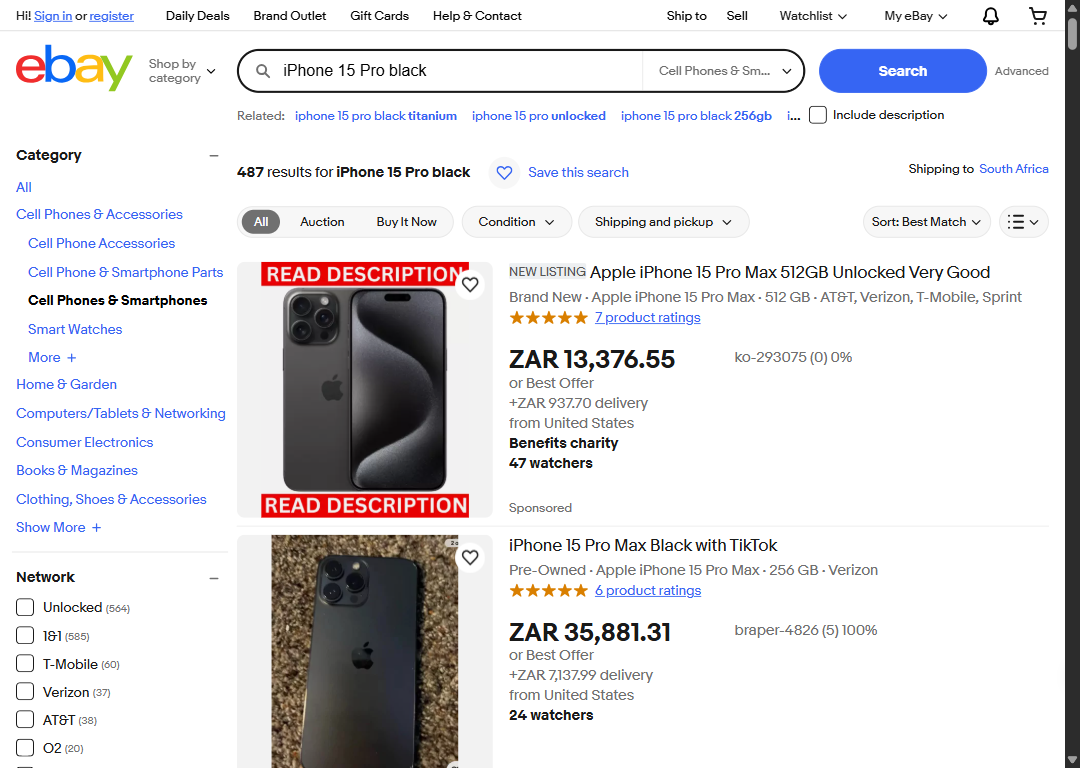 Hi! Sign in or register
Daily Deals
Brand Outlet
Gift Cards
Help & Contact
Ship to
Sell
Watchlist
My eBay
ebay
Shop by category
iPhone 15 Pro black
Cell Phones & Sm...
Search
Advanced
Related: iphone 15 pro black titanium iphone 15 pro unlocked iphone 15 pro black 256gb i...
Include description
Category
All
Cell Phones & Accessories
Cell Phone Accessories
Cell Phone & Smartphone Parts
Cell Phones & Smartphones
Smart Watches
More +
Home & Garden
Computers/Tablets & Networking
Consumer Electronics
Books & Magazines
Clothing, Shoes & Accessories
Show More +
Network
Unlocked (564)
1&1 (585)
T-Mobile (60)
Verizon (37)
AT&T (38)
O2 (20)
487 results for iPhone 15 Pro black
Save this search
Shipping to South Africa
All
Auction
Buy It Now
Condition
Shipping and pickup
Sort: Best Match
READ DESCRIPTION
READ DESCRIPTION
NEW LISTING Apple iPhone 15 Pro Max 512GB Unlocked Very Good
Brand New · Apple iPhone 15 Pro Max · 512 GB · AT&T, Verizon, T-Mobile, Sprint
7 product ratings
ZAR 13,376.55
ko-293075 (0) 0%
or Best Offer
+ZAR 937.70 delivery
from United States
Benefits charity
47 watchers
Sponsored
iPhone 15 Pro Max Black with TikTok
Pre-Owned · Apple iPhone 15 Pro Max · 256 GB · Verizon
6 product ratings
ZAR 35,881.31
braper-4826 (5) 100%
or Best Offer
+ZAR 7,137.99 delivery
from United States
24 watchers